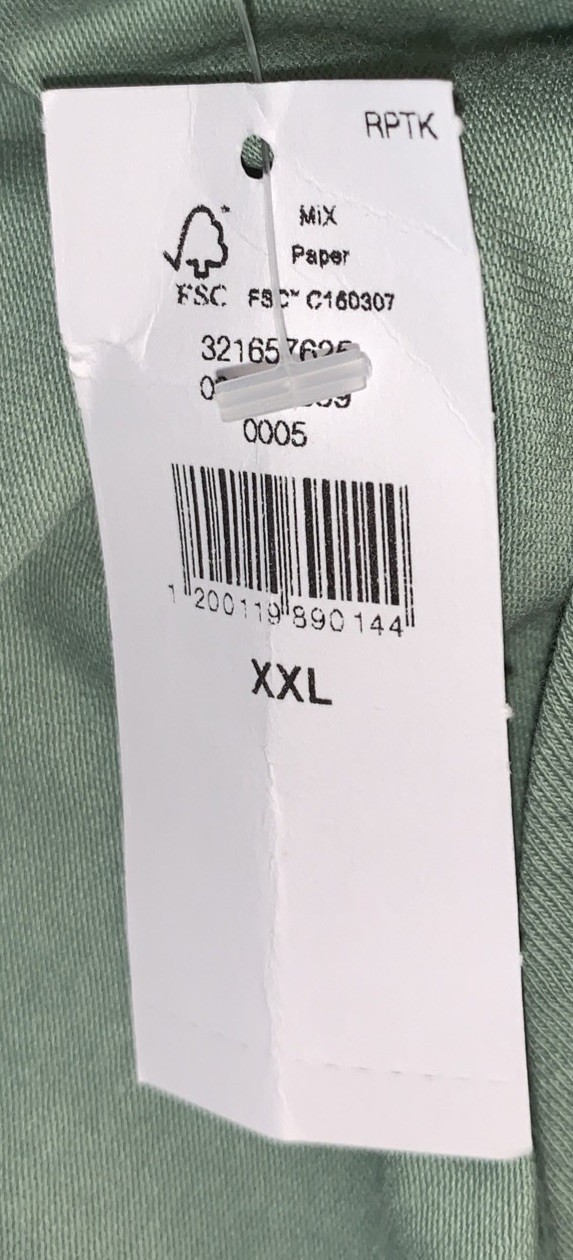 RPTK
MiX
Paper
FSC FSC™ C160307
0005
1 200119 890144
XXL